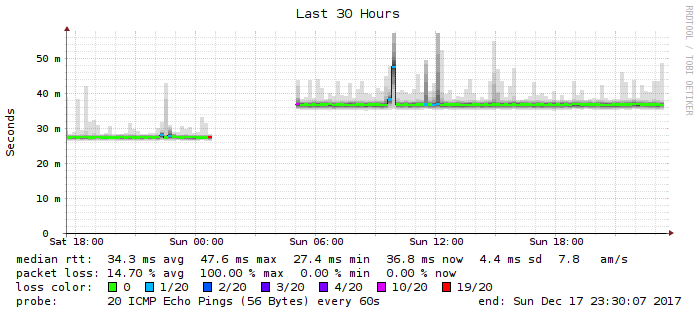 Last 30 Hours
RRDTOOL / TOBI OETIKER
Seconds
50 m
40 m
30 m
20 m
10 m
0
Sat 18:00 Sun 00:00 Sun 06:00 Sun 12:00 Sun 18:00
median rtt: 34.3 ms avg 47.6 ms max 27.4 ms min 36.8 ms now 4.4 ms sd 7.8 am/s
packet loss: 14.70 % avg 100.00 % max 0.00 % min 0.00 % now
loss color: 0 1/20 2/20 3/20 4/20 10/20 19/20
probe: 20 ICMP Echo Pings (56 Bytes) every 60s end: Sun Dec 17 23:30:07 2017